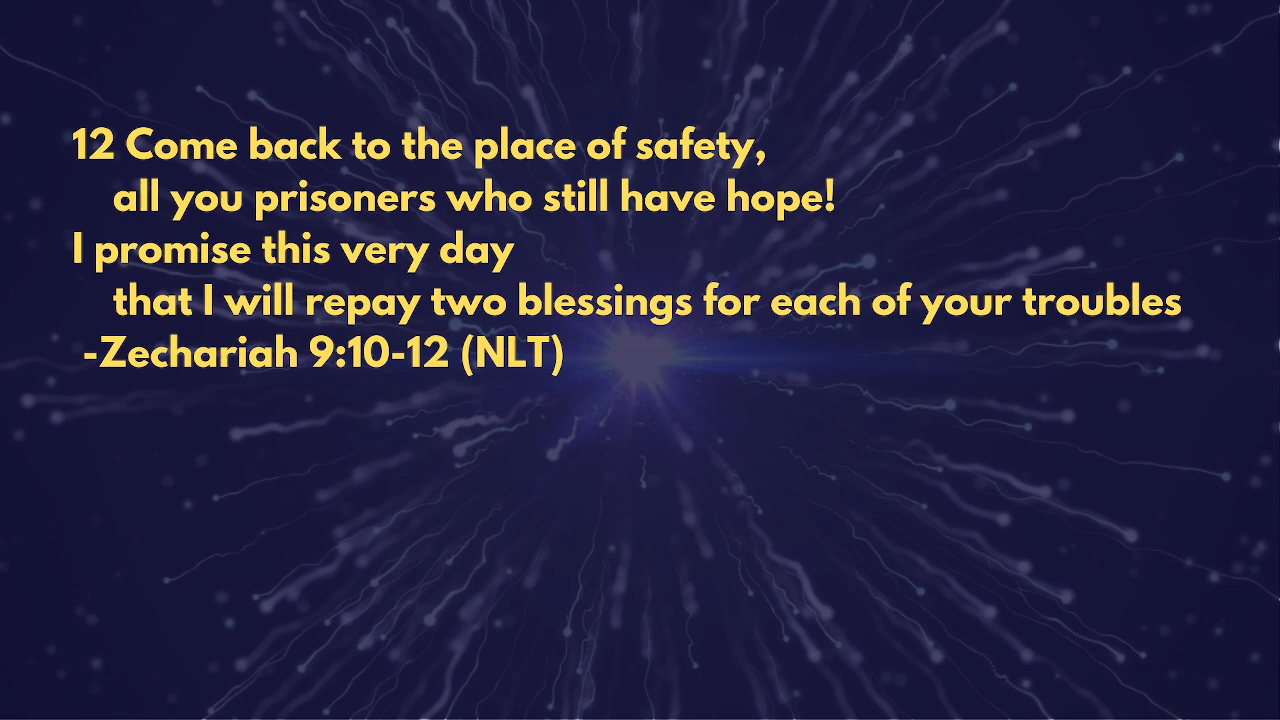 12 Come back to the place of safety,
all you prisoners who still have hope!
I promise this very day
that I will repay two blessings for each of your troubles
-Zechariah 9:10-12 (NLT)